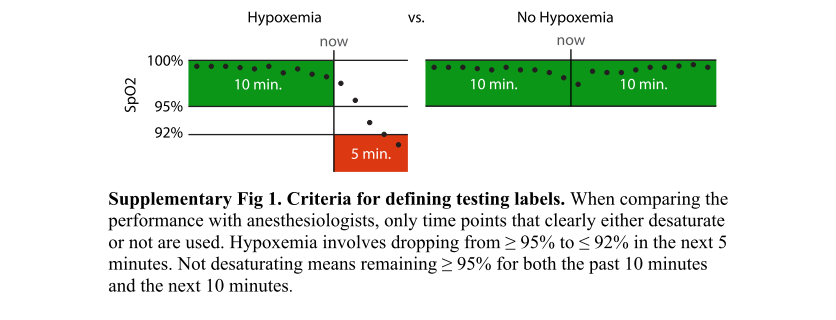 Hypoxemia vs. No Hypoxemia
now now
100%
10 min. 10 min. 10 min.
SpO2
95%
92%
5 min.
Supplementary Fig 1. Criteria for defining testing labels. When comparing the
performance with anesthesiologists, only time points that clearly either desaturate
or not are used. Hypoxemia involves dropping from ≥ 95% to ≤ 92% in the next 5
minutes. Not desaturating means remaining ≥ 95% for both the past 10 minutes
and the next 10 minutes.